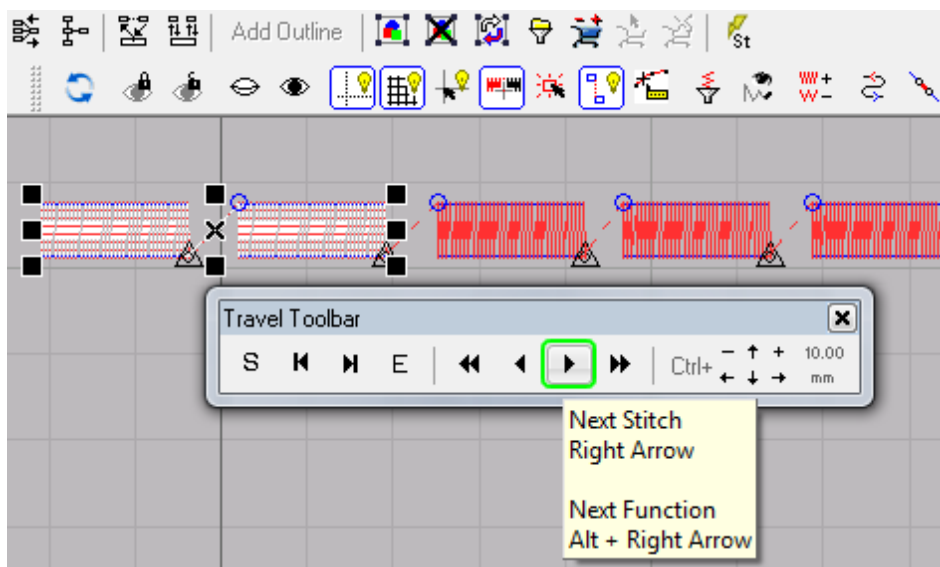 Add Outline
St
Travel Toolbar
S E Ctrl+ 10.00
mm
Next Stitch
Right Arrow
Next Function
Alt + Right Arrow